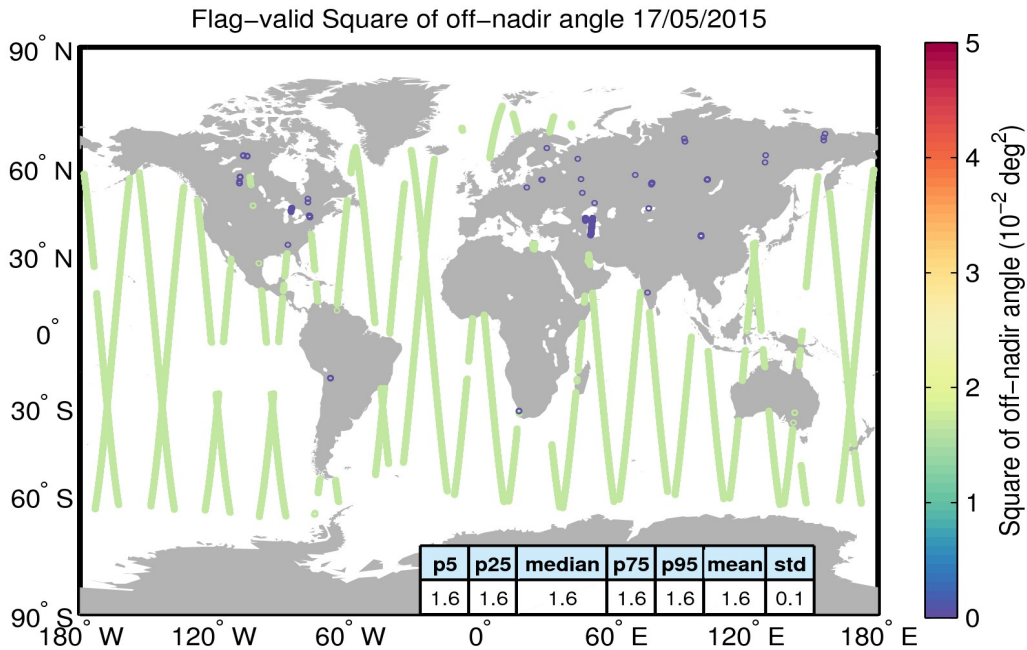 Flag−valid Square of off−nadir angle 17/05/2015
90° N
60° N
30° N
0°
30° S
60° S
90° S
180° W
120° W
60° W
0°
60° E
120° E
180° E
p5 p25 median p75 p95 mean std
1.6 1.6 1.6 1.6 1.6 1.6 0.1
5
4
3
2
1
0
Square of off−nadir angle (10⁻² deg²)